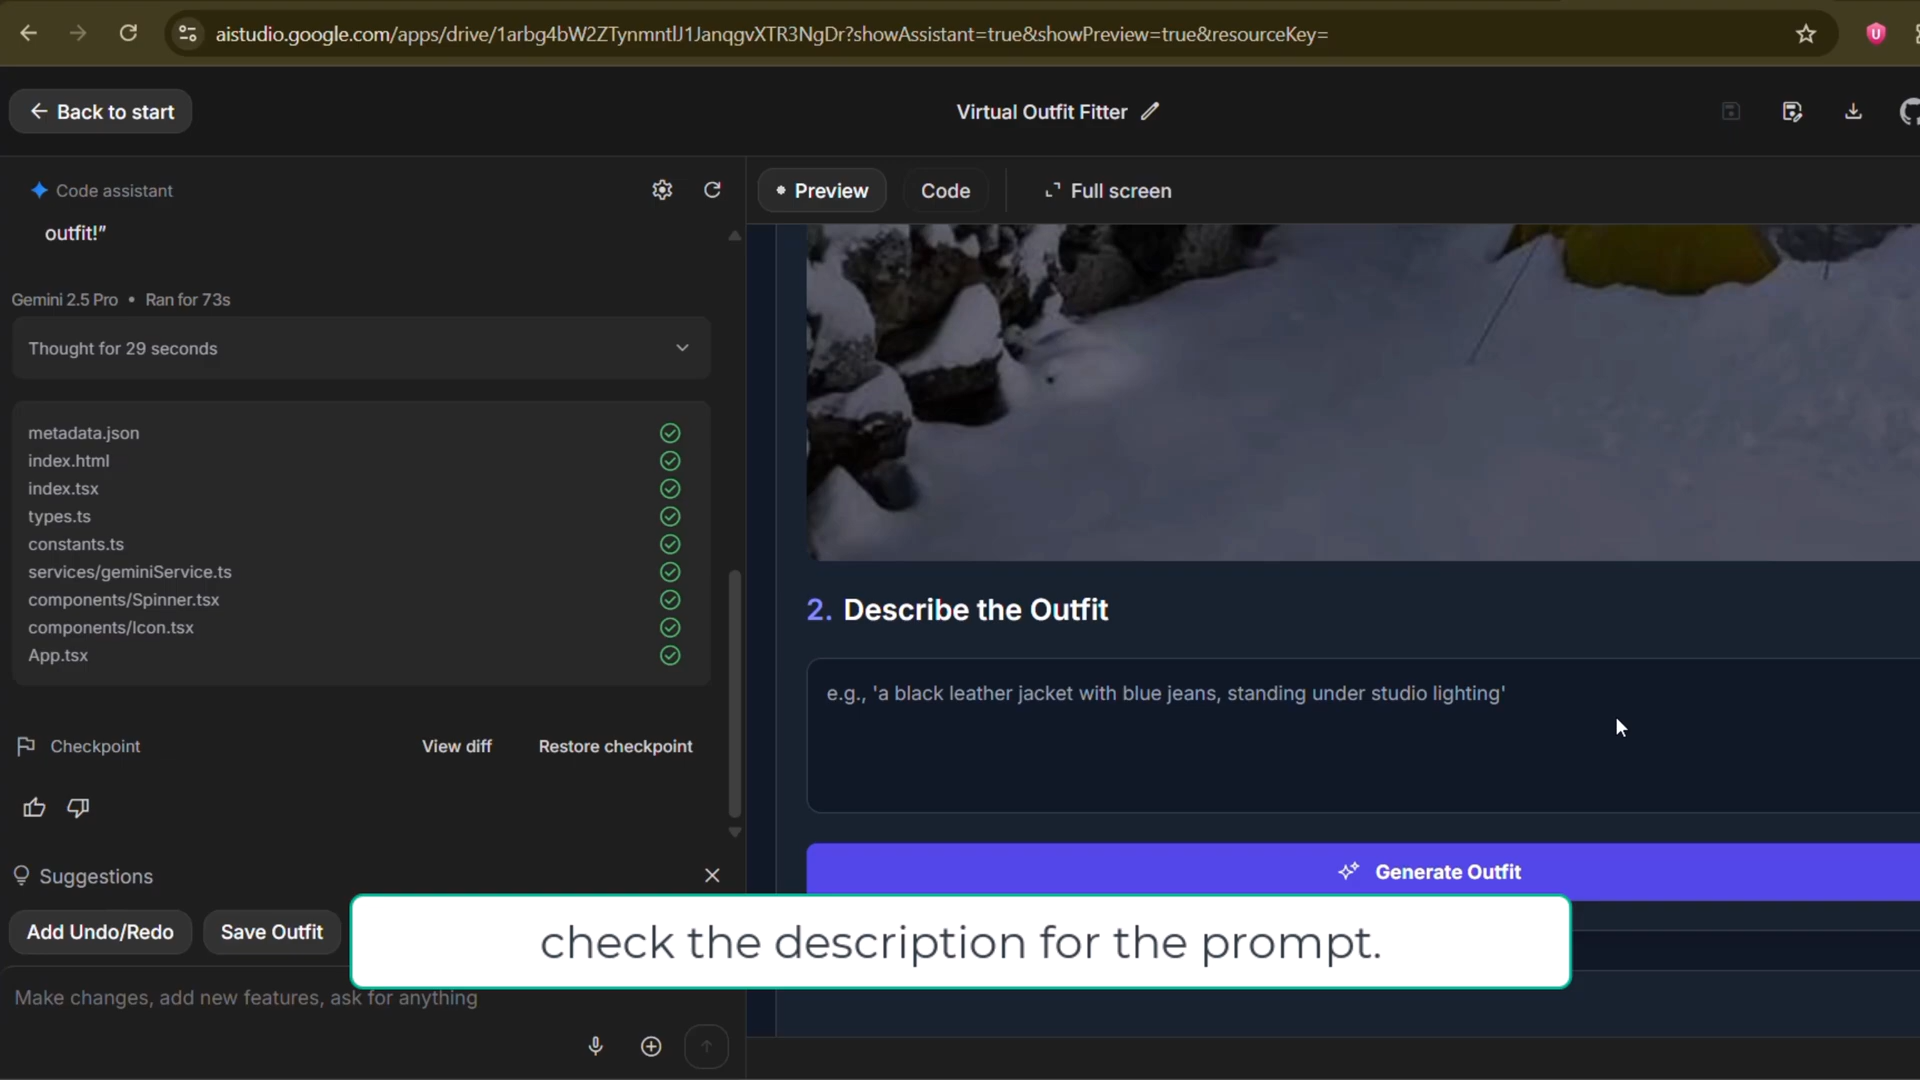 aistudio.google.com/apps/drive/1arbg4bW2ZTynmntlJ1JanqgvXTR3NgDr?showAssistant=true&showPreview=true&resourceKey=
Back to start
Virtual Outfit Fitter
Code assistant
Preview
Code
Full screen
outfit!”
Gemini 2.5 Pro • Ran for 73s
Thought for 29 seconds
metadata.json
index.html
index.tsx
types.ts
constants.ts
services/geminiService.ts
components/Spinner.tsx
components/Icon.tsx
App.tsx
Checkpoint
View diff
Restore checkpoint
Suggestions
Add Undo/Redo
Save Outfit
Make changes, add new features, ask for anything
2. Describe the Outfit
e.g., 'a black leather jacket with blue jeans, standing under studio lighting'
Generate Outfit
check the description for the prompt.